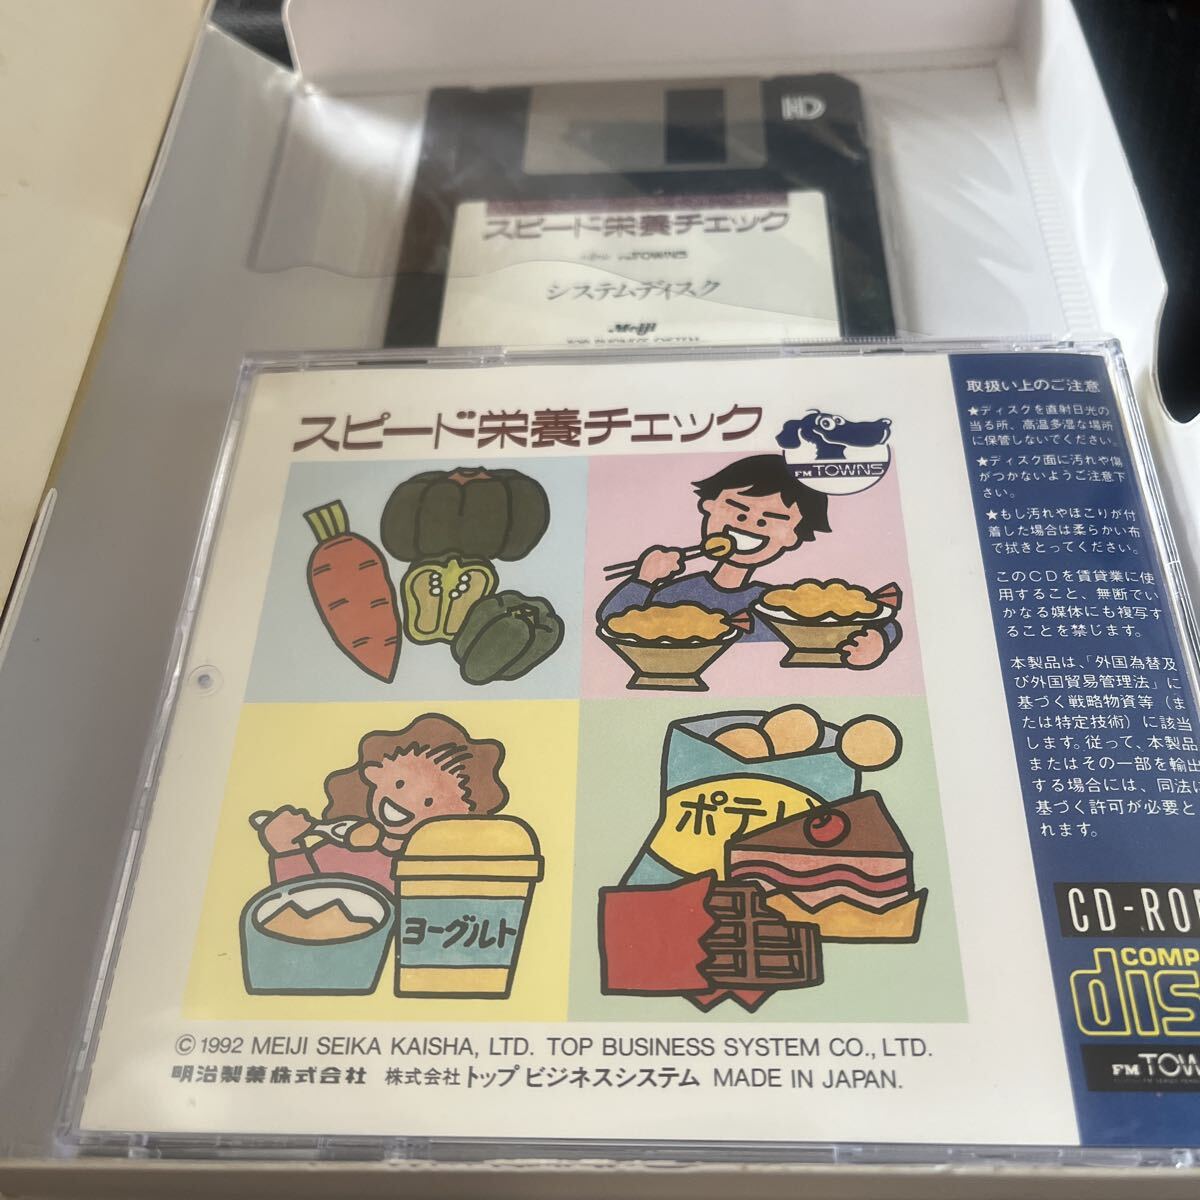 HD
スピード栄養チェック
TOWNS
システムディスク
Meiji
スピード栄養チェック
FM TOWNS
ポテト
ヨーグルト
© 1992 MEIJI SEIKA KAISHA, LTD. TOP BUSINESS SYSTEM CO., LTD.
明治製菓株式会社 株式会社トップビジネスシステム MADE IN JAPAN.
取扱い上のご注意
★ディスクを直射日光の
当る所、高温多湿な場所
に保管しないでください。
★ディスク面に汚れや傷
がつかないようご注意下
さい。
★もし汚れやほこりが付
着した場合は柔らかい布
で拭きとってください。
このCDを賃貸業に使
用すること、無断でい
かなる媒体にも複写す
ることを禁じます。
本製品は、「外国為替及
び外国貿易管理法」に
基づく戦略物資等(ま
たは特定技術)に該当
します。従って、本製品
またはその一部を輸出
する場合には、同法に
基づく許可が必要と
れます。
CD-ROM
COMP
dis
FM TOW